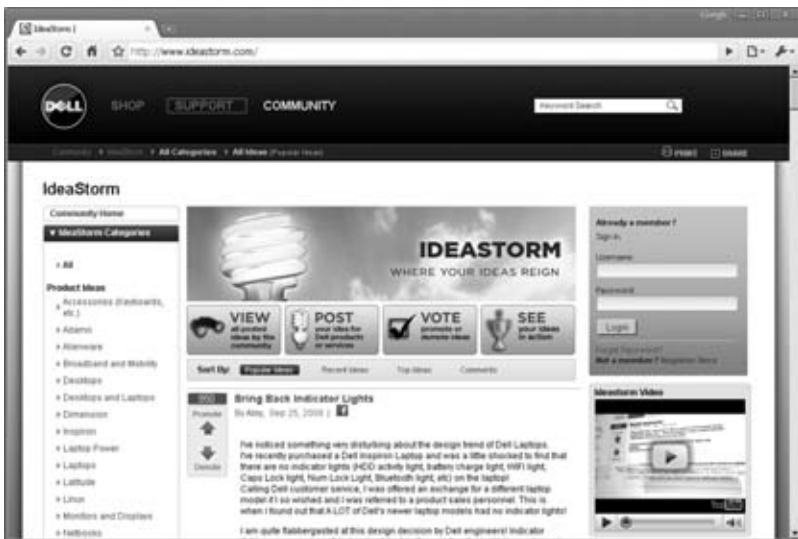 IdeaStorm |
Google
http://www.ideastorm.com/
DELL
SHOP SUPPORT COMMUNITY
Keyword Search
Community IdeaStorm All Categories All Ideas (Popular Ideas)
PRINT SHARE
IdeaStorm
Community Home
IdeaStorm Categories
All
Product Ideas
Accessories (Keyboards, etc.)
Adamo
Alienware
Broadband and Mobility
Desktops
Desktops and Laptops
Dimension
Inspiron
Laptop Power
Laptops
Latitude
Linux
Monitors and Displays
Netbooks
IDEASTORM
WHERE YOUR IDEAS REIGN
VIEW
all posted
ideas by the
community
POST
your idea for
Dell products
or services
VOTE
promote or
demote ideas
SEE
your ideas
in action
Sort By: Popular Ideas Recent Ideas Top Ideas Comments
Promote
Demote
Bring Back Indicator Lights
By Sep 25, 2008 |
I've noticed something very disturbing about the design trend of Dell Laptops.
I've recently purchased a Dell Inspiron Laptop and was a little shocked to find that
there are no indicator lights (HDD activity light, battery charge light, WiFi light,
Caps Lock light, Num Lock Light, Bluetooth light, etc) on the laptop!
Calling Dell customer service, I was offered an exchange for a different laptop
model if I so wished and I was referred to a product sales personnel. This is
when I found out that A LOT of Dell's newer laptop models had no indicator lights!
I am quite flabbergasted at this design decision by Dell engineers! Indicator
Already a member?
Sign in.
Username
Password
Login
Forgot Password?
Not a member? Register Here
Ideastorm Video
YouTube